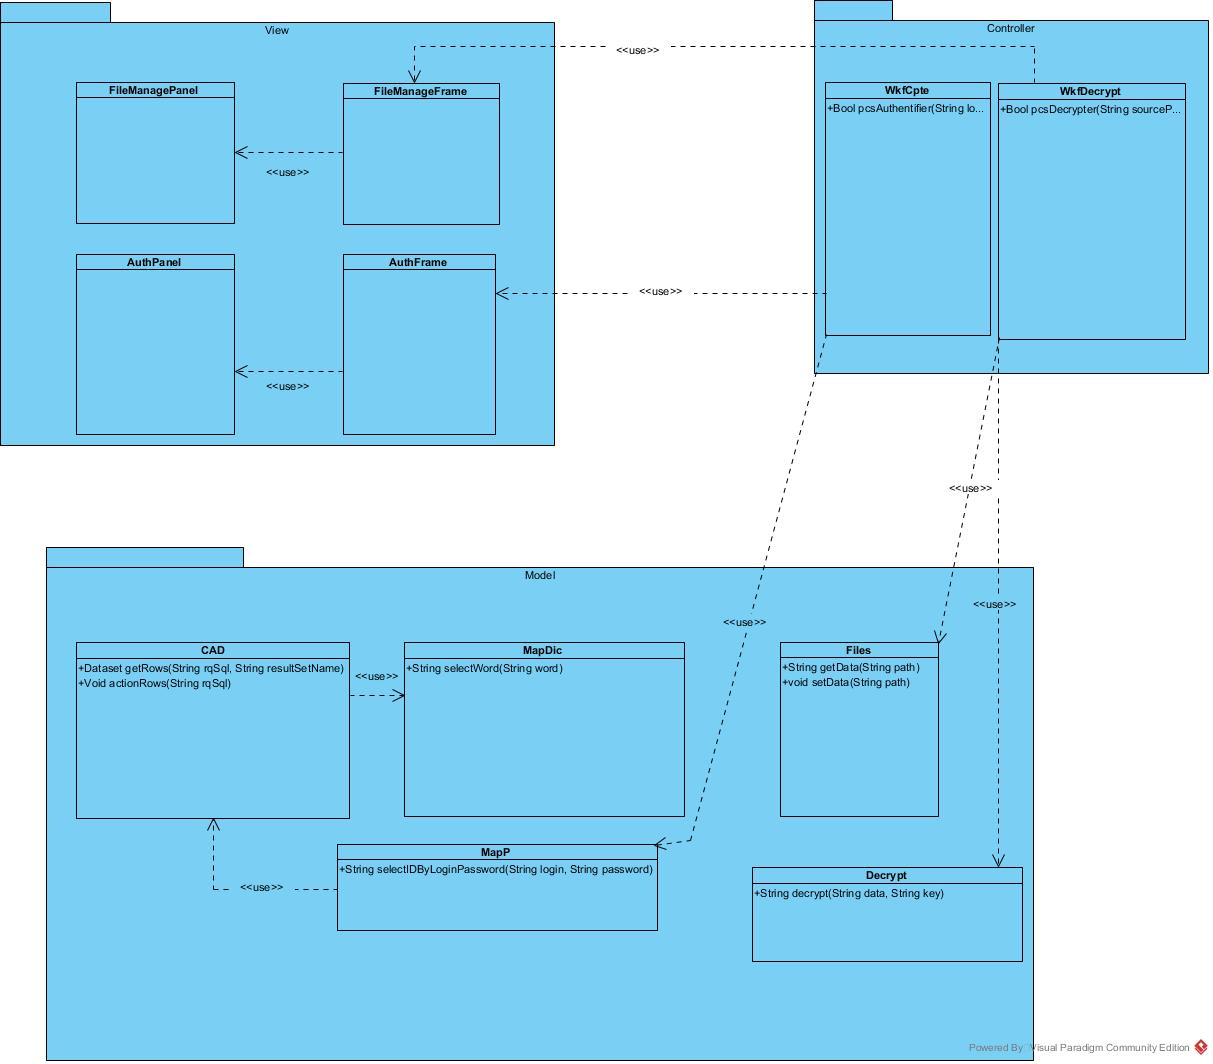 View
Controller
<<use>>
FileManagePanel
FileManageFrame
<<use>>
WkfCpte
+Bool pcsAuthentifier(String lo...
WkfDecrypt
+Bool pcsDecrypter(String sourceP...
AuthPanel
AuthFrame
<<use>>
<<use>>
<<use>>
<<use>>
<<use>>
Model
CAD
+Dataset getRows(String rqSql, String resultSetName)
+Void actionRows(String rqSql)
<<use>>
MapDic
+String selectWord(String word)
Files
+String getData(String path)
+void setData(String path)
<<use>>
MapP
+String selectIDByLoginPassword(String login, String password)
Decrypt
+String decrypt(String data, String key)
Powered By Visual Paradigm Community Edition